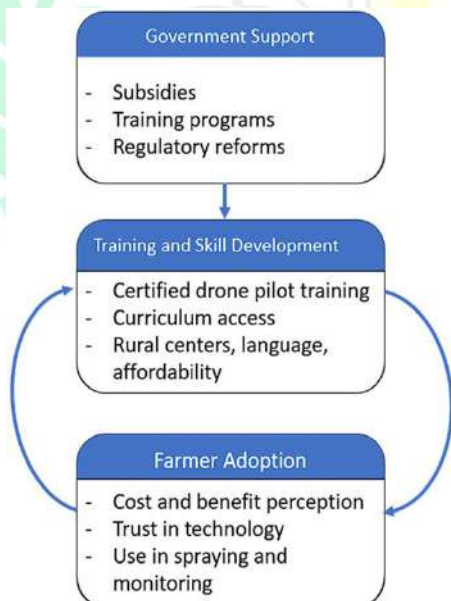 Government Support
- Subsidies
- Training programs
- Regulatory reforms
Training and Skill Development
- Certified drone pilot training
- Curriculum access
- Rural centers, language,
affordability
Farmer Adoption
- Cost and benefit perception
- Trust in technology
- Use in spraying and
monitoring